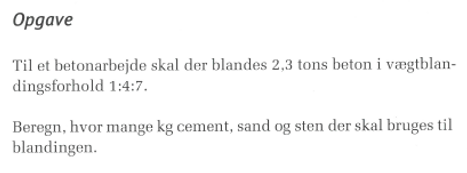 Opgave
Til et betonarbejde skal der blandes 2,3 tons beton i vægtblan-
dingsforhold 1:4:7.
Beregn, hvor mange kg cement, sand og sten der skal bruges til
blandingen.